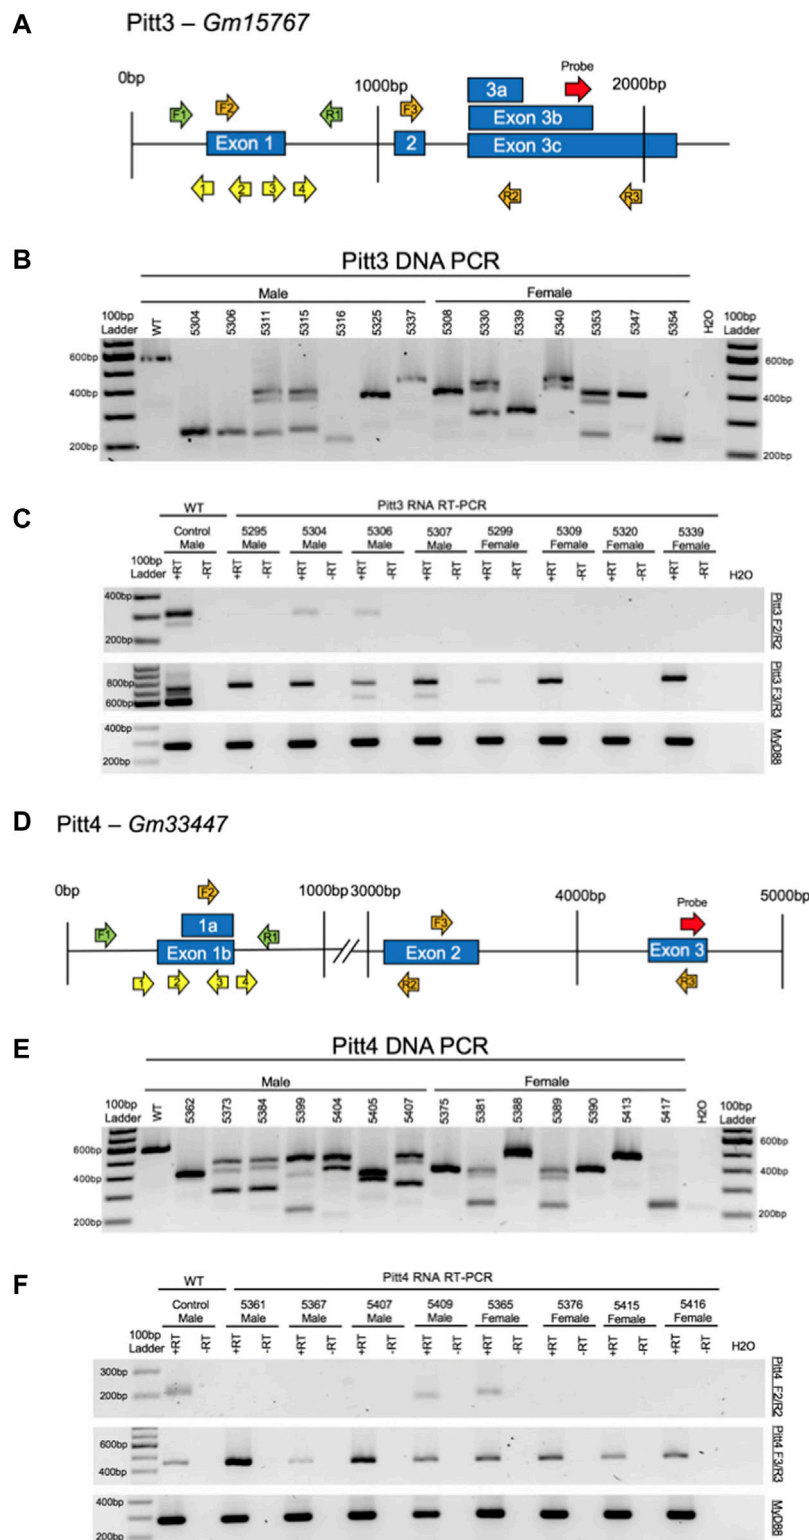 A
Pitt3 – Gm15767
0bp
1000bp
Probe
2000bp
F1
F2
R1
F3
3a
Exon 3b
Exon 1
2
Exon 3c
1
2
3
4
R2
R3
B
Pitt3 DNA PCR
Male
Female
100bp
Ladder
WT
5304
5306
5311
5315
5316
5325
5337
5308
5330
5339
5340
5353
5347
5354
H2O
100bp
Ladder
600bp
400bp
200bp
600bp
400bp
200bp
C
WT
Pitt3 RNA RT-PCR
Control
Male
5295
Male
5304
Male
5306
Male
5307
Male
5299
Female
5309
Female
5320
Female
5339
Female
100bp
Ladder
+RT
-RT
+RT
-RT
+RT
-RT
+RT
-RT
+RT
-RT
+RT
-RT
+RT
-RT
+RT
-RT
+RT
-RT
H2O
400bp
200bp
Pitt3 F2/R2
800bp
600bp
Pitt3 F3/R3
400bp
200bp
MyD88
D
Pitt4 – Gm33447
0bp
1000bp
3000bp
4000bp
5000bp
F2
Probe
F1
1a
R1
F3
Exon 1b
Exon 2
Exon 3
1
2
3
4
R2
R3
E
Pitt4 DNA PCR
Male
Female
100bp
Ladder
WT
5362
5373
5384
5399
5404
5405
5407
5375
5381
5388
5389
5390
5413
5417
H2O
100bp
Ladder
600bp
400bp
200bp
600bp
400bp
200bp
F
WT
Pitt4 RNA RT-PCR
Control
Male
5361
Male
5367
Male
5407
Male
5409
Male
5365
Female
5376
Female
5415
Female
5416
Female
100bp
Ladder
+RT
-RT
+RT
-RT
+RT
-RT
+RT
-RT
+RT
-RT
+RT
-RT
+RT
-RT
+RT
-RT
+RT
-RT
H2O
300bp
200bp
Pitt4 F2/R2
600bp
400bp
Pitt4 F3/R3
400bp
200bp
MyD88